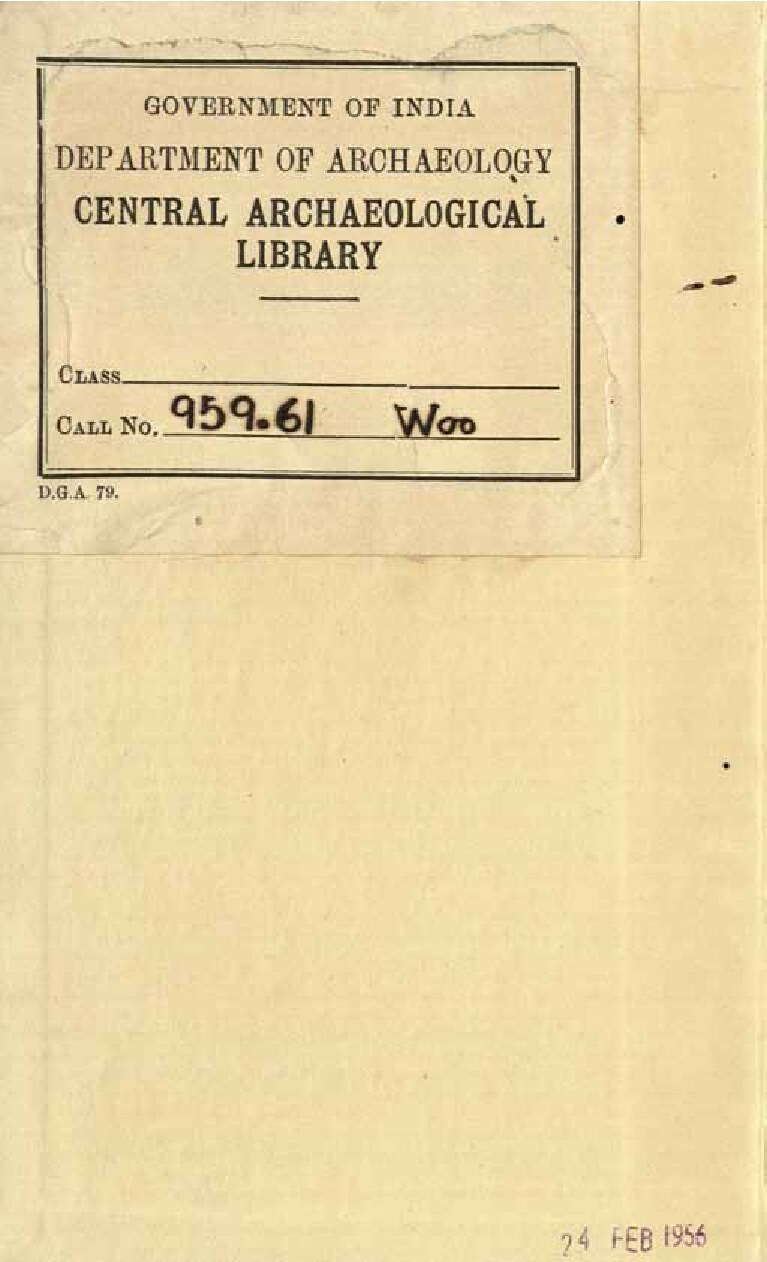 GOVERNMENT OF INDIA
DEPARTMENT OF ARCHAEOLOGY
CENTRAL ARCHAEOLOGICAL
LIBRARY
CLASS
CALL No. 959.61 Woo
D.G.A. 79.
24 FEB 1956